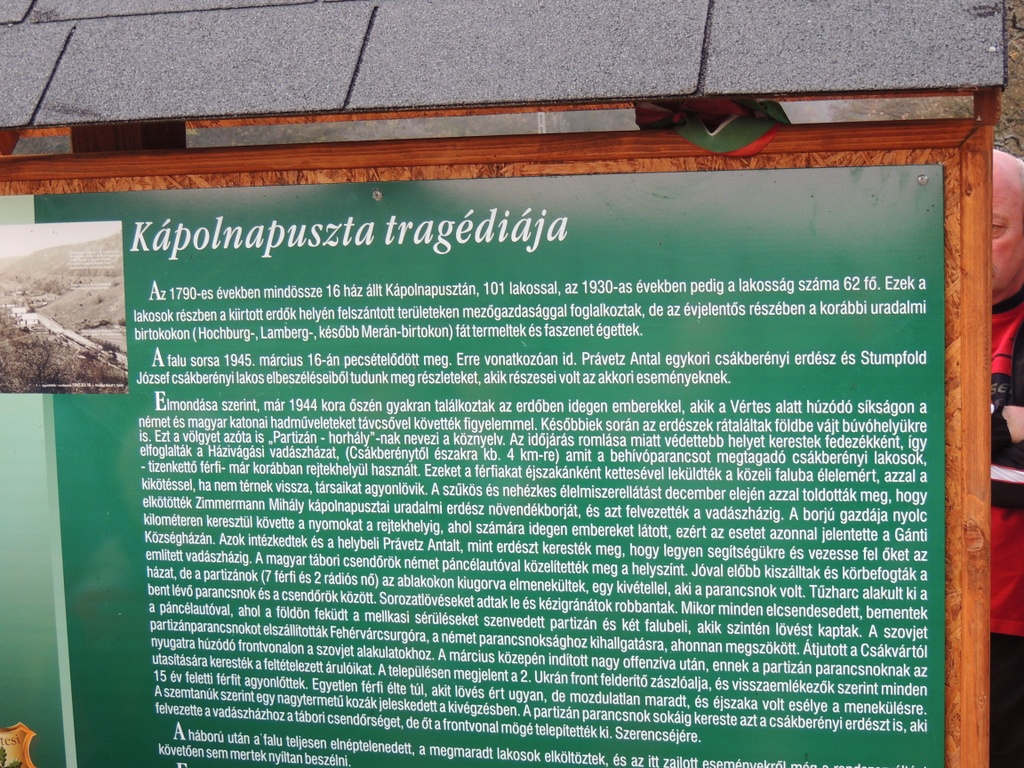 Kápolnapuszta tragédiája
Az 1790-es években mindössze 16 ház állt Kápolnapusztán, 101 lakossal, az 1930-as években pedig a lakosság száma 62 fő. Ezek a
lakosok részben a kiirtott erdők helyén felszántott területeken mezőgazdasággal foglalkoztak, de az évjelentős részében a korábbi uradalmi
birtokokon ( Hochburg-, Lamberg-, később Merán-birtokon) fát termeltek és faszenet égettek.
A falu sorsa 1945. március 16-án pecsételődött meg. Erre vonatkozóan id. Právetz Antal egykori csákberényi erdész és Stumpfold
József csákberényi lakos elbeszéléseiből tudunk meg részleteket, akik részesei volt az akkori eseményeknek.
Elmondása szerint, már 1944 kora őszén gyakran találkoztak az erdőben idegen emberekkel, akik a Vértes alatt húzódó síkságon a
német és magyar katonai hadműveleteket távcsővel követték figyelemmel. Későbbiek során az erdészek rátaláltak földbe vájt búvóhelyükre
is. Ezt a völgyet azóta is „Partizán - horhály"-nak nevezi a köznyelv. Az időjárás romlása miatt védettebb helyet kerestek fedezékként, így
elfoglalták a Házivágási vadászházat, (Csákberénytől északra kb. 4 km-re) amit a behívóparancsot megtagadó csákberényi lakosok,
- tizenkettő férfi- már korábban rejtekhelyül használt. Ezeket a férfiakat éjszakánként kettesével leküldték a közeli faluba élelemért, azzal a
kikötéssel, ha nem térnek vissza, társaikat agyonlövik. A szűkös és nehézkes élelmiszerellátást december elején azzal toldották meg, hogy
elkötötték Zimmermann Mihály kápolnapusztai uradalmi erdész növendékborját, és azt felvezették a vadászházig. A borjú gazdája nyolc
kilométeren keresztül követte a nyomokat a rejtekhelyig, ahol számára idegen embereket látott, ezért az esetet azonnal jelentette a Gánti
Községházán. Azok intézkedtek és a helybeli Právetz Antalt, mint erdészt keresték meg, hogy legyen segítségükre és vezesse fel őket az
említett vadászházig. A magyar tábori csendőrök német páncélautóval közelítették meg a helyszínt. Jóval előbb kiszálltak és körbefogták a
házat, de a partizánok (7 férfi és 2 rádiós nő) az ablakokon kiugorva elmenekültek, egy kivétellel, aki a parancsnok volt. Tűzharc alakult ki a
bent lévő parancsnok és a csendőrök között. Sorozatlövéseket adtak le és kézigránátok robbantak. Mikor minden elcsendesedett, bementek
a páncélautóval, ahol a földön feküdt a mellkasi sérüléseket szenvedett partizán és két falubeli, akik szintén lövést kaptak. A szovjet
partizánparancsnokot elszállították Fehérvárcsurgóra, a német parancsnoksághoz kihallgatásra, ahonnan megszökött. Átjutott a Csákvártól
nyugatra húzódó frontvonalon a szovjet alakulatokhoz. A március közepén indított nagy offenzíva után, ennek a partizán parancsnoknak az
utasítására keresték a feltételezett árulóikat. A településen megjelent a 2. Ukrán front felderítő zászlóalja, és visszaemlékezők szerint minden
15 év feletti férfit agyonlőttek. Egyetlen férfi élte túl, akit lövés ért ugyan, de mozdulatlan maradt, és éjszaka volt esélye a menekülésre.
A szemtanúk szerint egy nagytermetű kozák jeleskedett a kivégzésben. A partizán parancsnok sokáig kereste azt a csákberényi erdészt is, aki
felvezette a vadászházhoz a tábori csendőrséget, de őt a frontvonal mögé telepítették ki. Szerencséjére.
A háború után a falu teljesen elnéptelenedett, a megmaradt lakosok elköltöztek, és az itt zajlott eseményekről még a
követően sem mertek nyíltan beszélni.